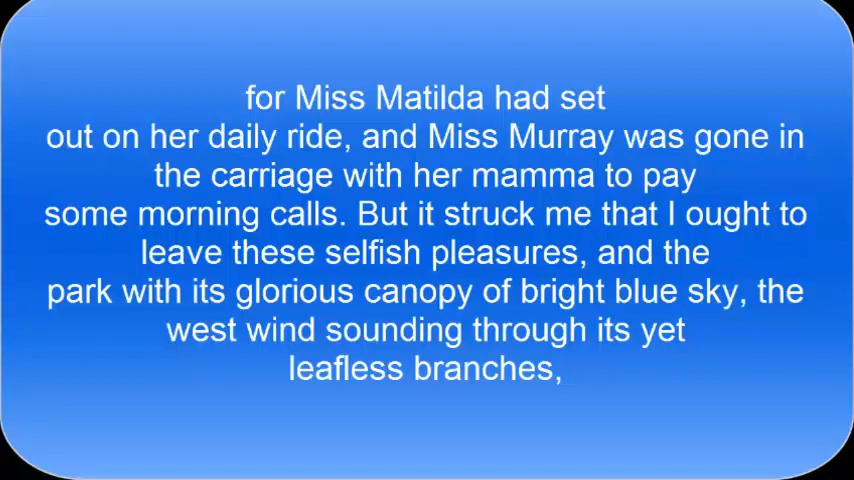 for Miss Matilda had set
out on her daily ride, and Miss Murray was gone in
the carriage with her mamma to pay
some morning calls. But it struck me that I ought to
leave these selfish pleasures, and the
park with its glorious canopy of bright blue sky, the
west wind sounding through its yet
leafless branches,